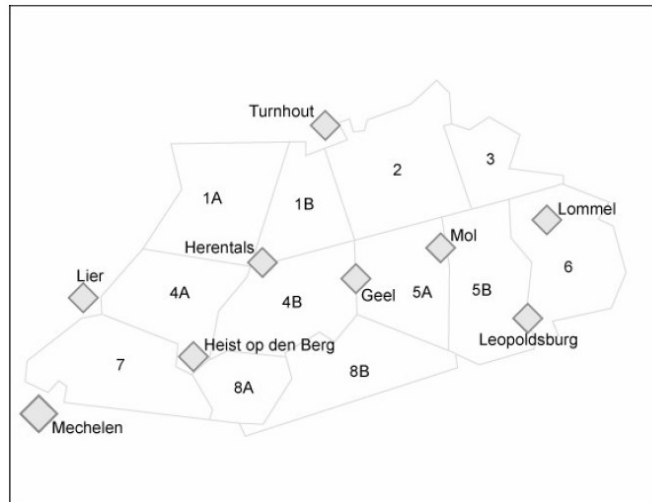 Turnhout
2
3
1A
1B
Lommel
Mol
Herentals
6
Lier
4A
4B
Geel
5A
5B
Leopoldsburg
Heist op den Berg
7
8A
8B
Mechelen